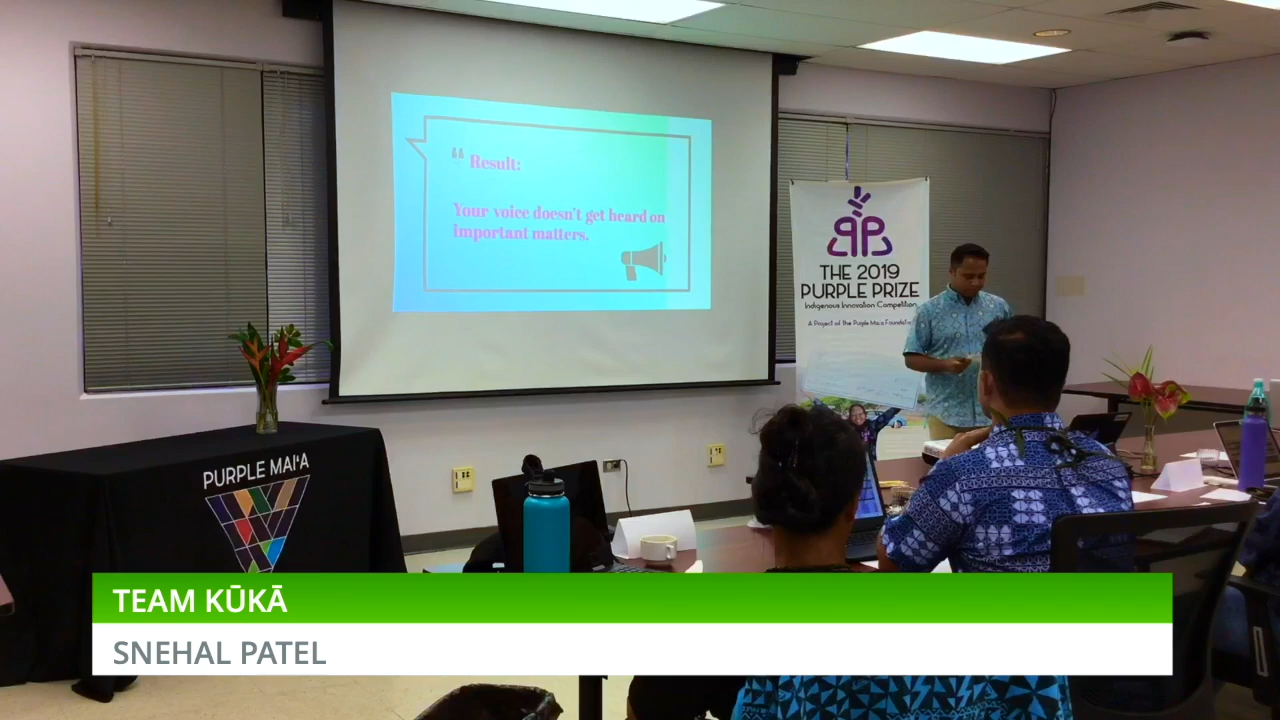 ❝ Result:
Your voice doesn't get heard on
important matters.
THE 2019
PURPLE PRIZE
Indigenous Innovation Competition
A Project of the Purple Mai'a Foundation
PURPLE MAI'A
TEAM KŪKĀ
SNEHAL PATEL